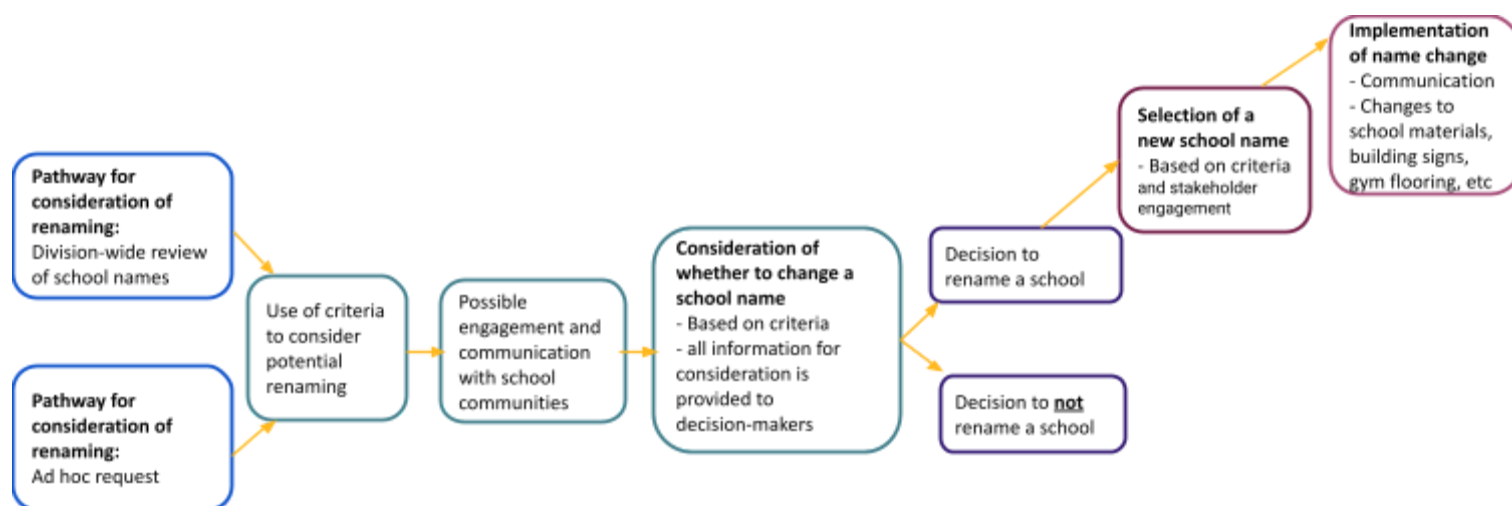 Pathway for
consideration of
renaming:
Division-wide review
of school names
Pathway for
consideration of
renaming:
Ad hoc request
Use of criteria
to consider
potential
renaming
Possible
engagement and
communication
with school
communities
Consideration of
whether to change a
school name
- Based on criteria
- all information for
consideration is
provided to
decision-makers
Decision to
rename a school
Decision to not
rename a school
Selection of a
new school name
- Based on criteria
and stakeholder
engagement
Implementation
of name change
- Communication
- Changes to
school materials,
building signs,
gym flooring, etc